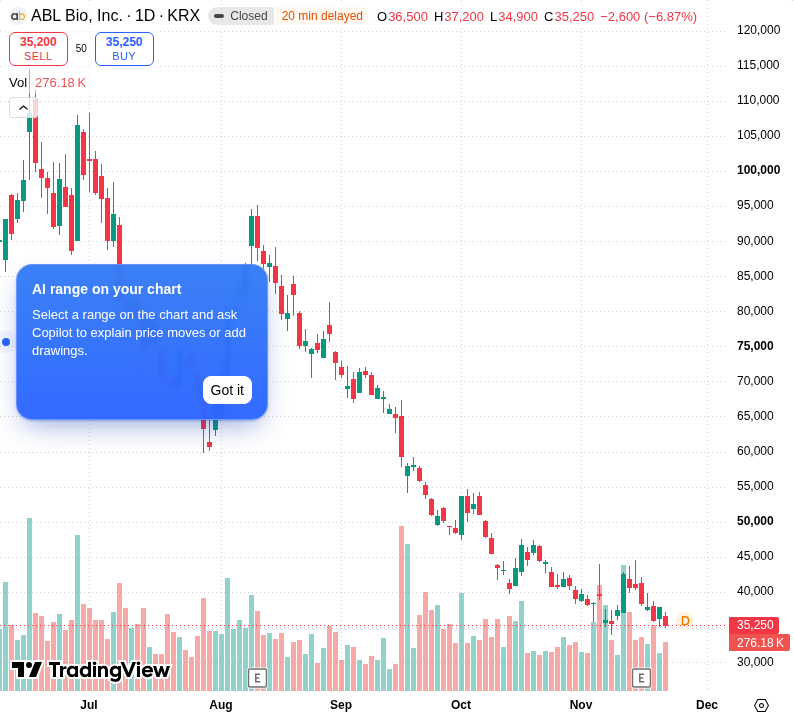 ab ABL Bio, Inc. · 1D · KRX Closed 20 min delayed O36,500 H37,200 L34,900 C35,250 −2,600 (−6.87%)
35,200 SELL 50 35,250 BUY
Vol 276.18 K
120,000
115,000
110,000
105,000
100,000
95,000
90,000
85,000
80,000
75,000
70,000
65,000
60,000
55,000
50,000
45,000
40,000
35,250
276.18 K
30,000
AI range on your chart
Select a range on the chart and ask
Copilot to explain price moves or add
drawings.
Got it
D
TradingView
E E
Jul Aug Sep Oct Nov Dec